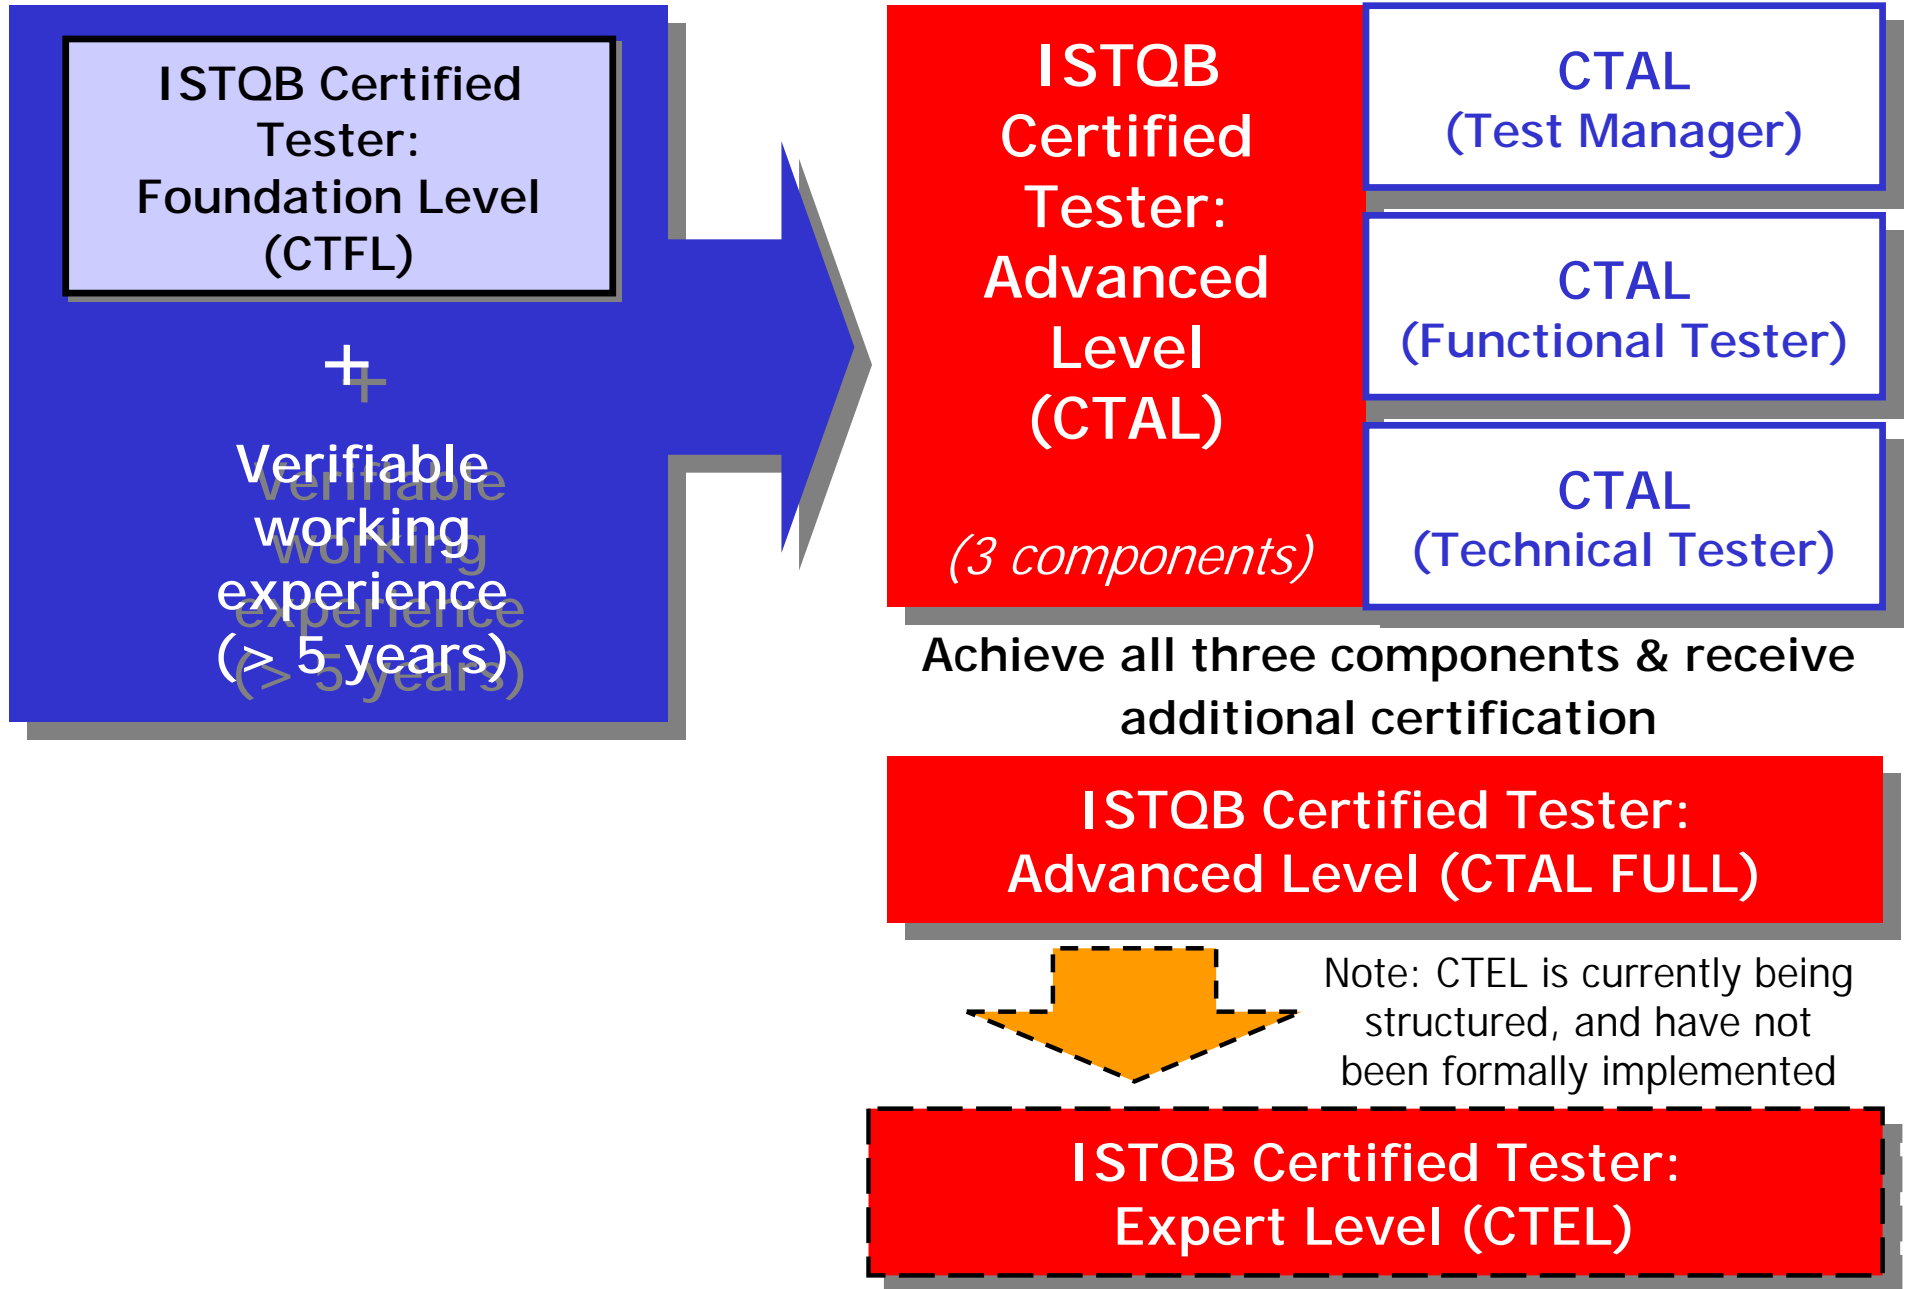 ISTQB Certified
Tester:
Foundation Level
(CTFL)
+
Verifiable
working
experience
(> 5 years)
ISTQB
Certified
Tester:
Advanced
Level
(CTAL)
(3 components)
CTAL
(Test Manager)
CTAL
(Functional Tester)
CTAL
(Technical Tester)
Achieve all three components & receive
additional certification
ISTQB Certified Tester:
Advanced Level (CTAL FULL)
Note: CTEL is currently being
structured, and have not
been formally implemented
ISTQB Certified Tester:
Expert Level (CTEL)